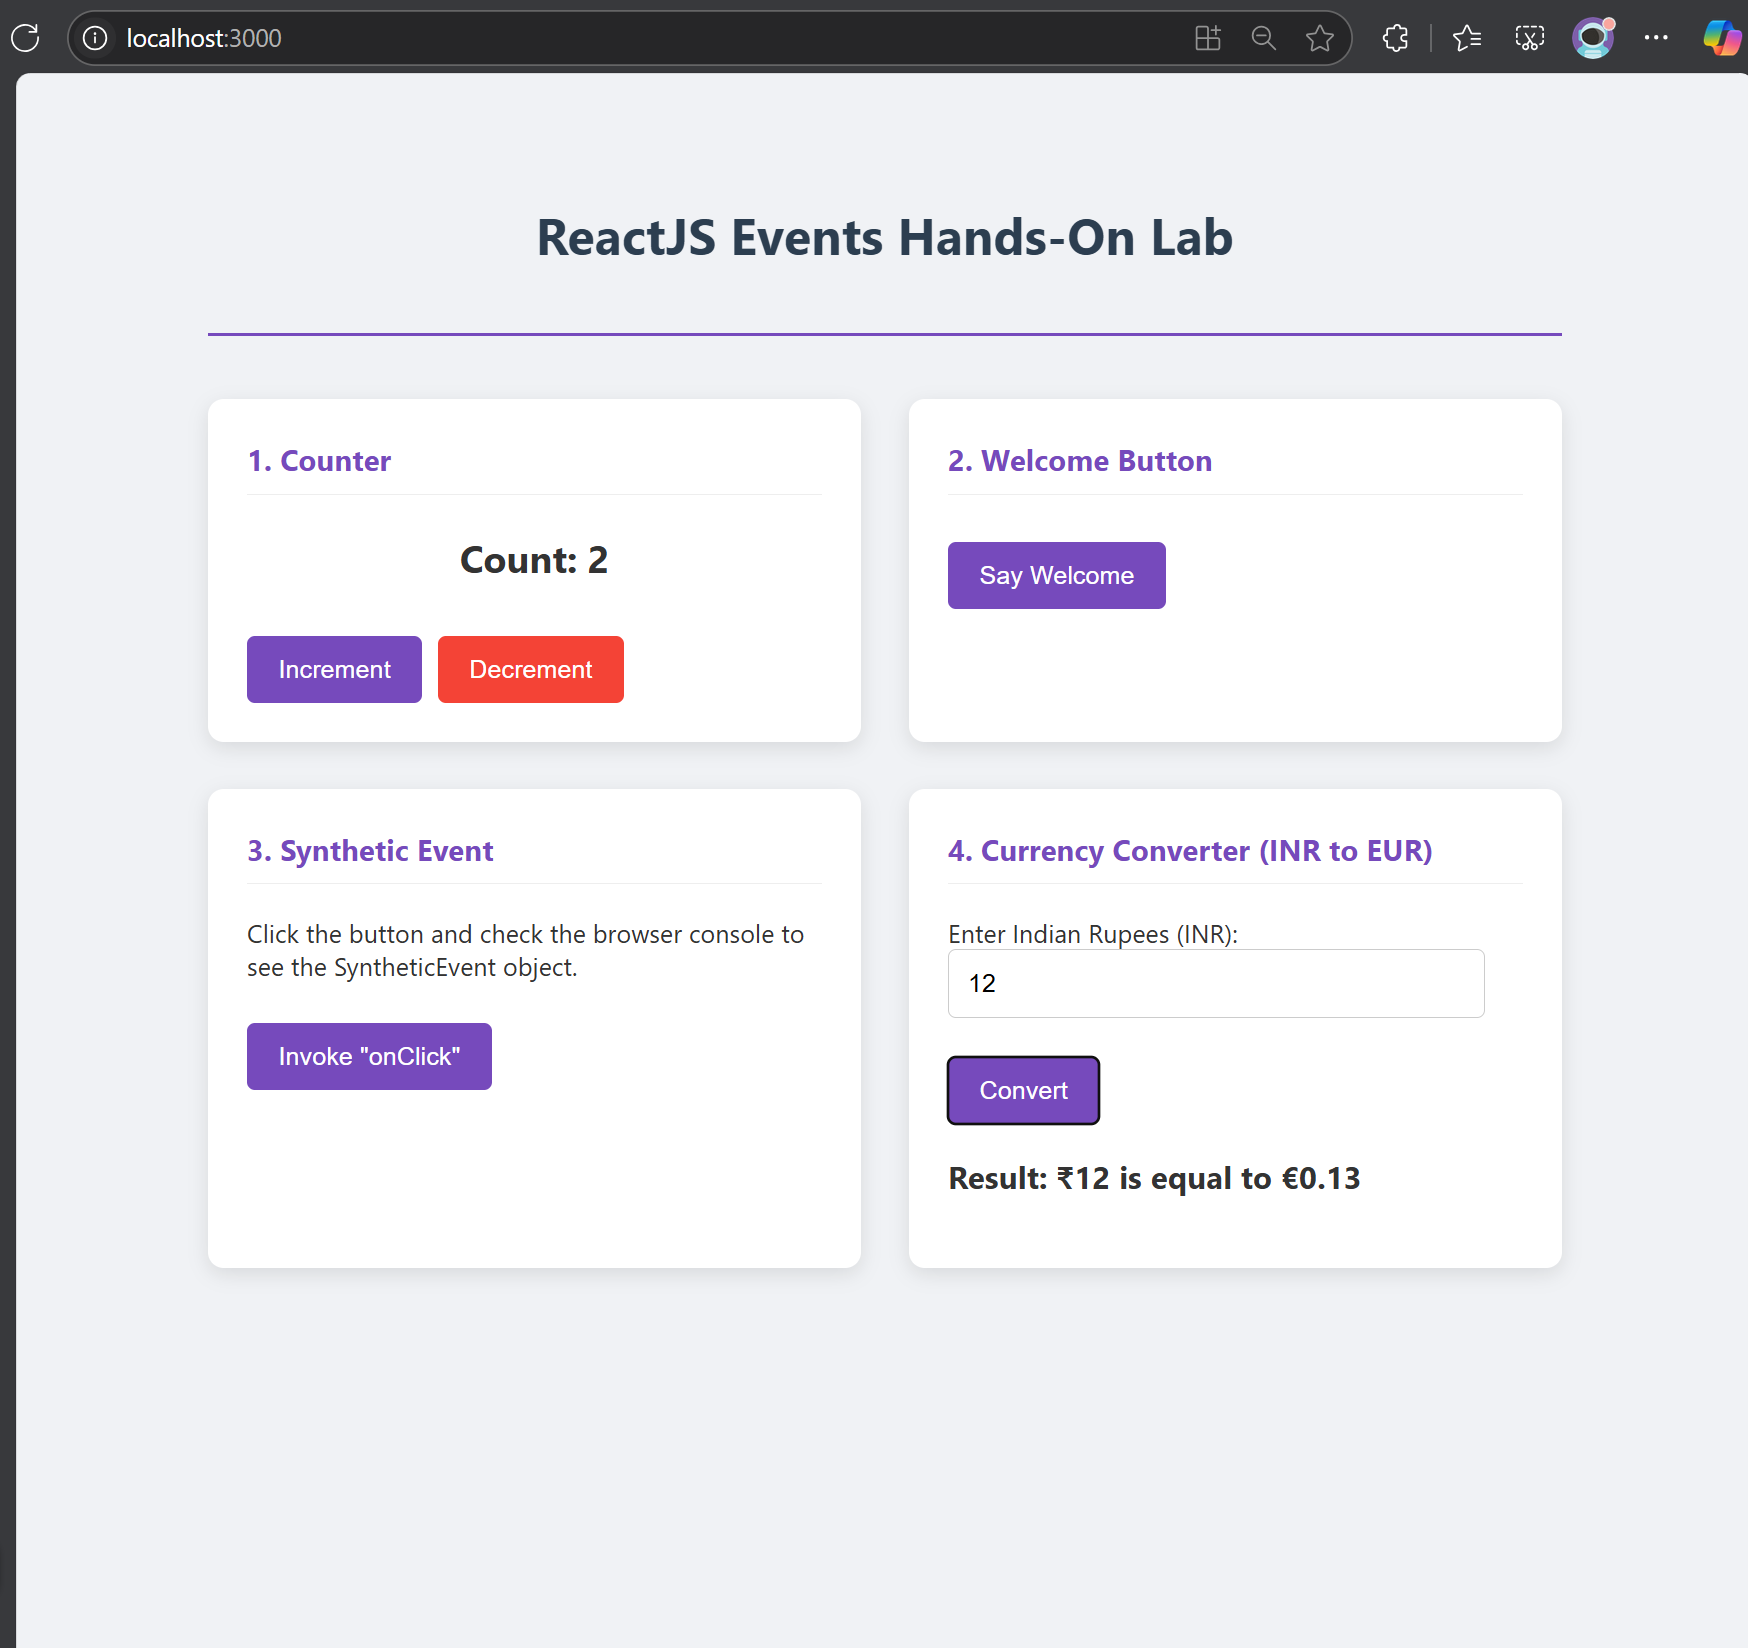 localhost:3000
ReactJS Events Hands-On Lab
1. Counter
Count: 2
Increment
Decrement
2. Welcome Button
Say Welcome
3. Synthetic Event
Click the button and check the browser console to
see the SyntheticEvent object.
Invoke "onClick"
4. Currency Converter (INR to EUR)
Enter Indian Rupees (INR):
12
Convert
Result: ₹12 is equal to €0.13